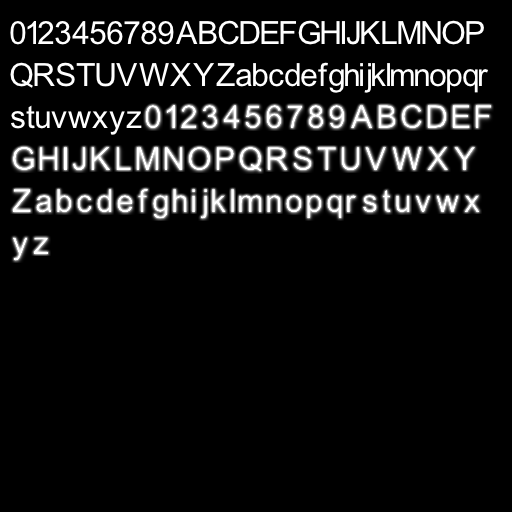 0123456789ABCDEFGHIJKLMNOP
QRSTUVWXYZabcdefghijklmnopqr
stuvwxyz0123456789ABCDEF
GHIJKLMNOPQRSTUVWXY
Zabcdefghijklmnopqrstuvwx
yz